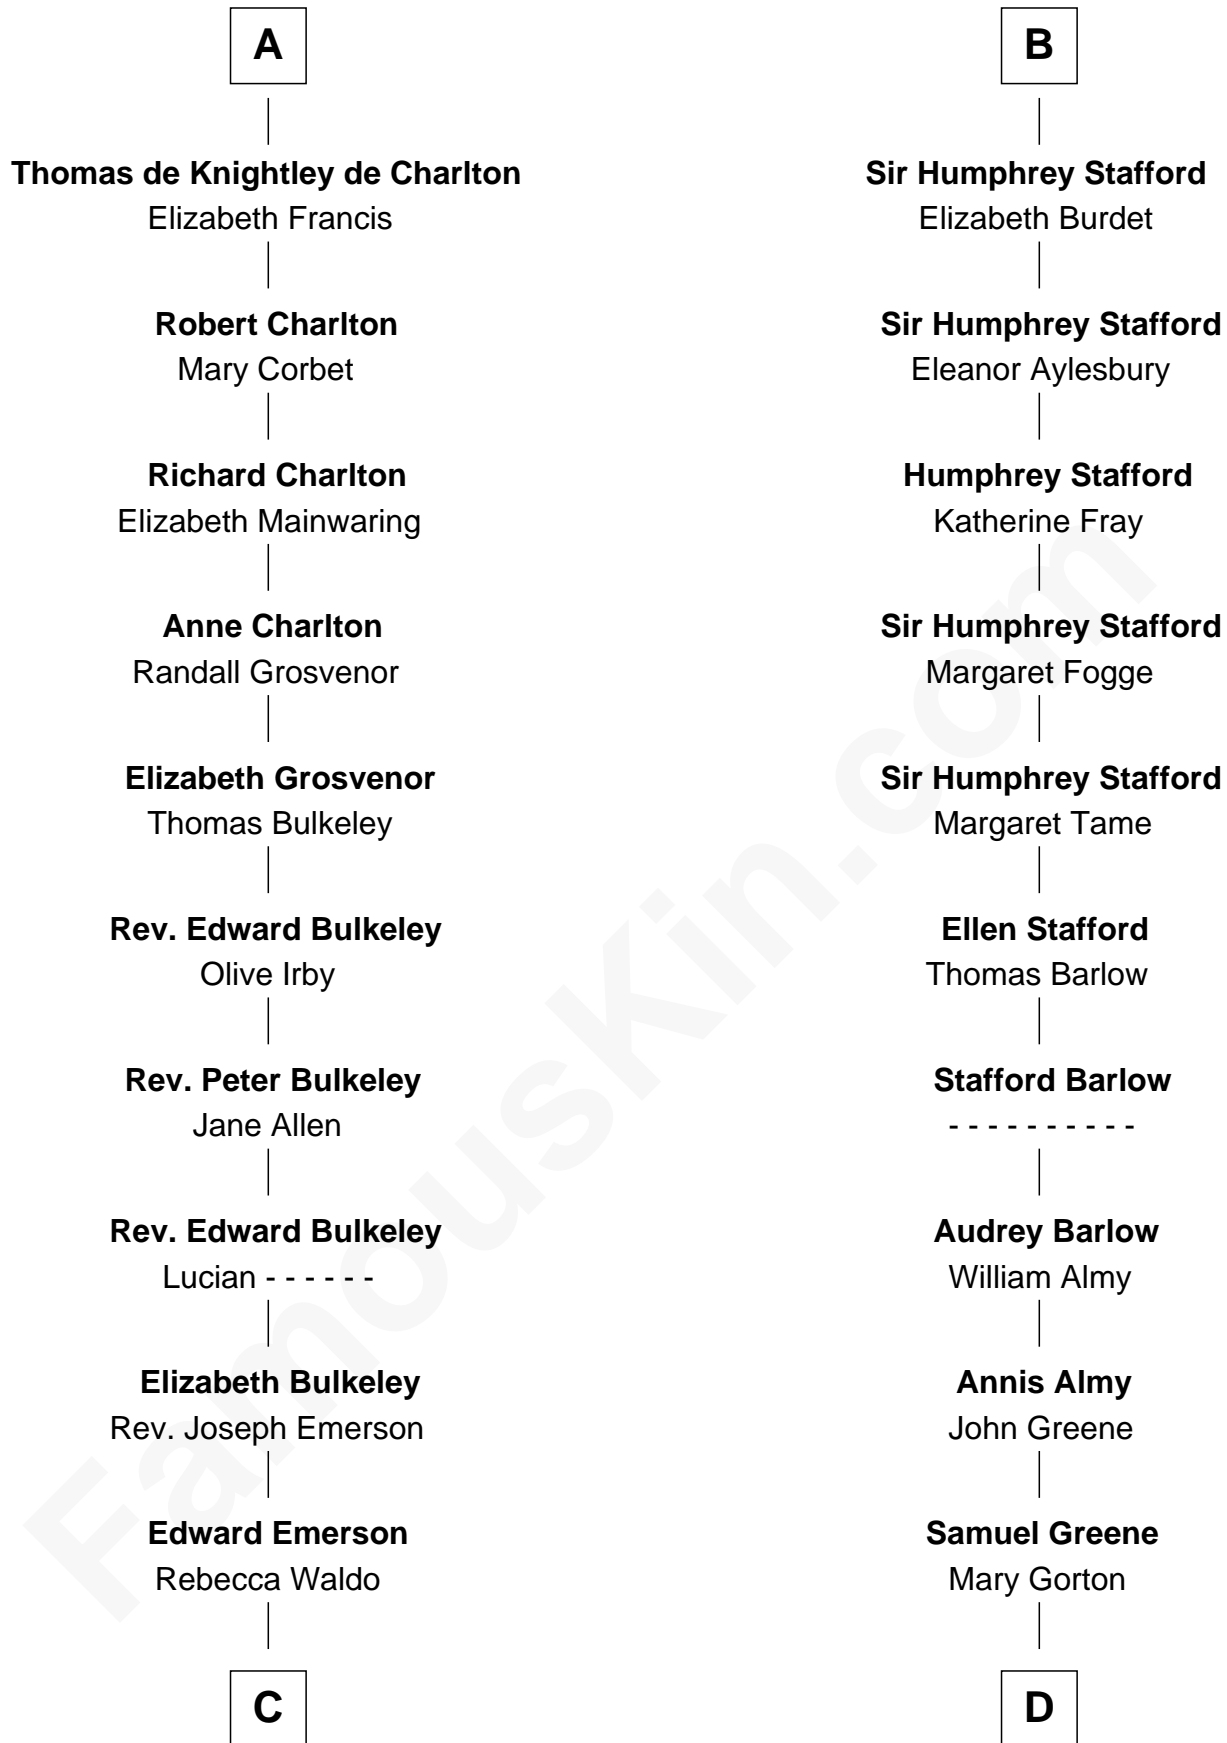 A
Thomas de Knightley de Charlton
Elizabeth Francis
Robert Charlton
Mary Corbet
Richard Charlton
Elizabeth Mainwaring
Anne Charlton
Randall Grosvenor
Elizabeth Grosvenor
Thomas Bulkeley
Rev. Edward Bulkeley
Olive Irby
Rev. Peter Bulkeley
Jane Allen
Rev. Edward Bulkeley
Lucian - - - - - -
Elizabeth Bulkeley
Rev. Joseph Emerson
Edward Emerson
Rebecca Waldo
C
B
Sir Humphrey Stafford
Elizabeth Burdet
Sir Humphrey Stafford
Eleanor Aylesbury
Humphrey Stafford
Katherine Fray
Sir Humphrey Stafford
Margaret Fogge
Sir Humphrey Stafford
Margaret Tame
Ellen Stafford
Thomas Barlow
Stafford Barlow
- - - - - - - - - -
Audrey Barlow
William Almy
Annis Almy
John Greene
Samuel Greene
Mary Gorton
D
FamousKin.com